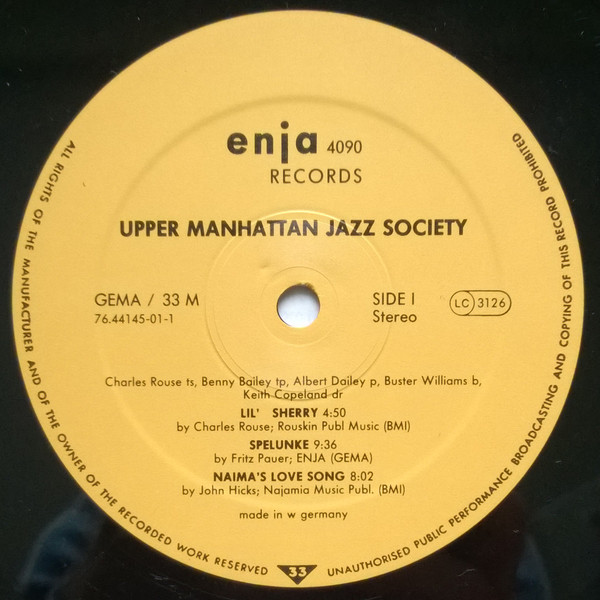 enja 4090
RECORDS
UPPER MANHATTAN JAZZ SOCIETY
GEMA / 33 M
76.44145-01-1
SIDE I
Stereo
LC 3126
Charles Rouse ts, Benny Bailey tp, Albert Dailey p, Buster Williams b,
Keith Copeland dr
LIL' SHERRY 4:50
by Charles Rouse; Rouskin Publ Music (BMI)
SPELUNKE 9:36
by Fritz Pauer; ENJA (GEMA)
NAIMA'S LOVE SONG 8:02
by John Hicks; Najamia Music Publ. (BMI)
made in w germany
33
ALL RIGHTS OF THE MANUFACTURER AND OF THE OWNER OF THE RECORDED WORK RESERVED
UNAUTHORISED PUBLIC PERFORMANCE BROADCASTING AND COPYING OF THIS RECORD PROHIBITED